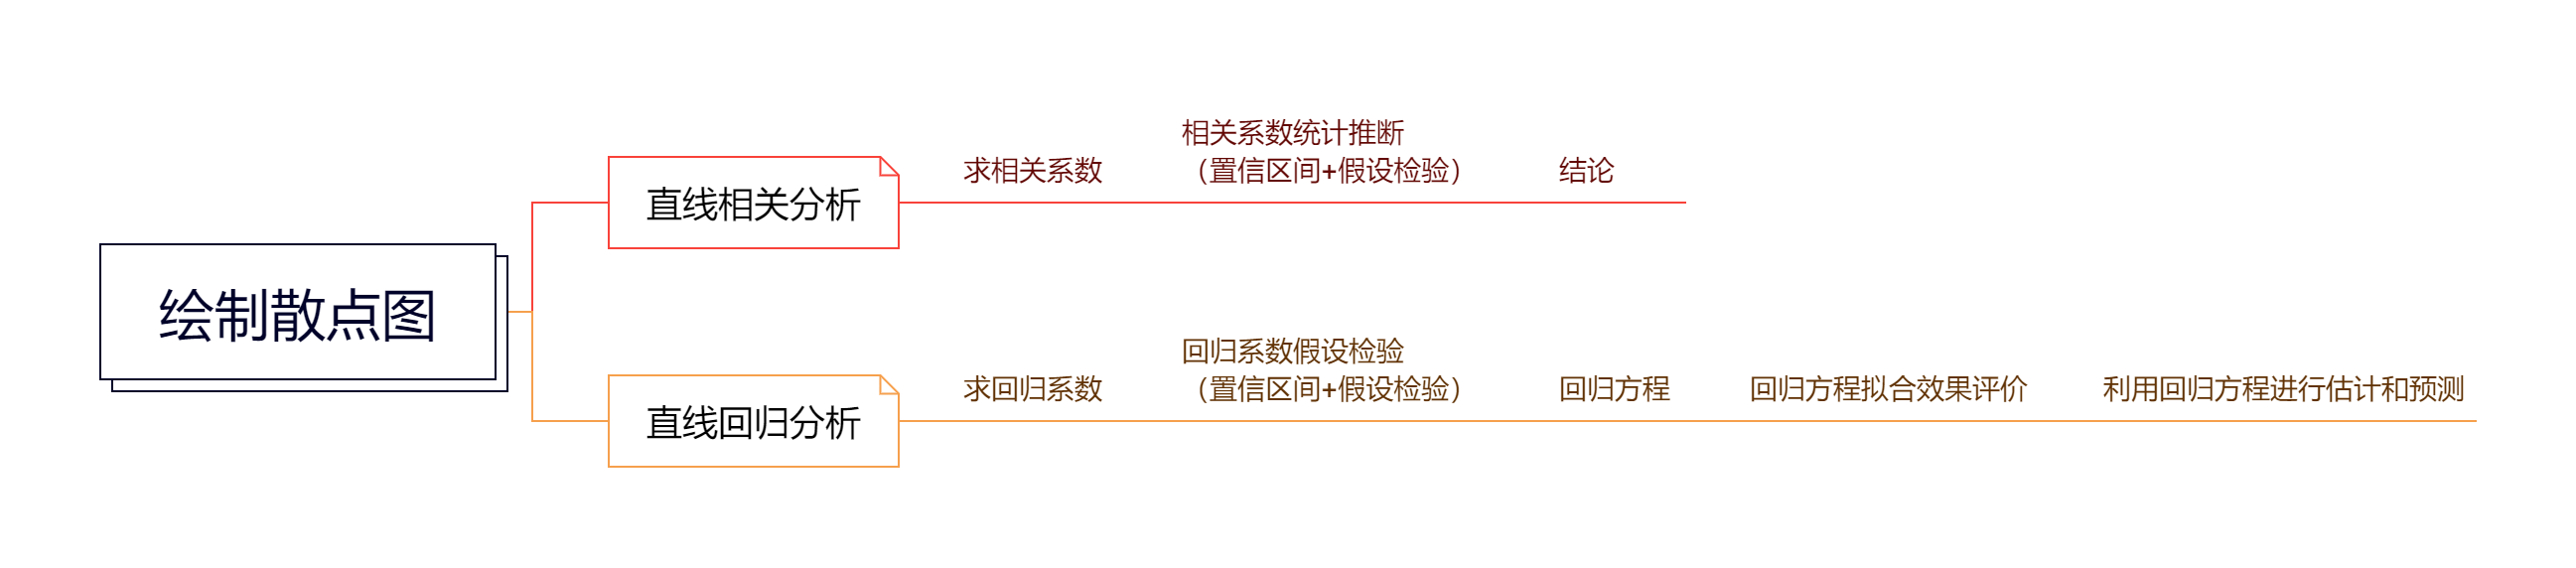 绘制散点图
直线相关分析
求相关系数
相关系数统计推断
（置信区间+假设检验）
结论
直线回归分析
求回归系数
回归系数假设检验
（置信区间+假设检验）
回归方程
回归方程拟合效果评价
利用回归方程进行估计和预测